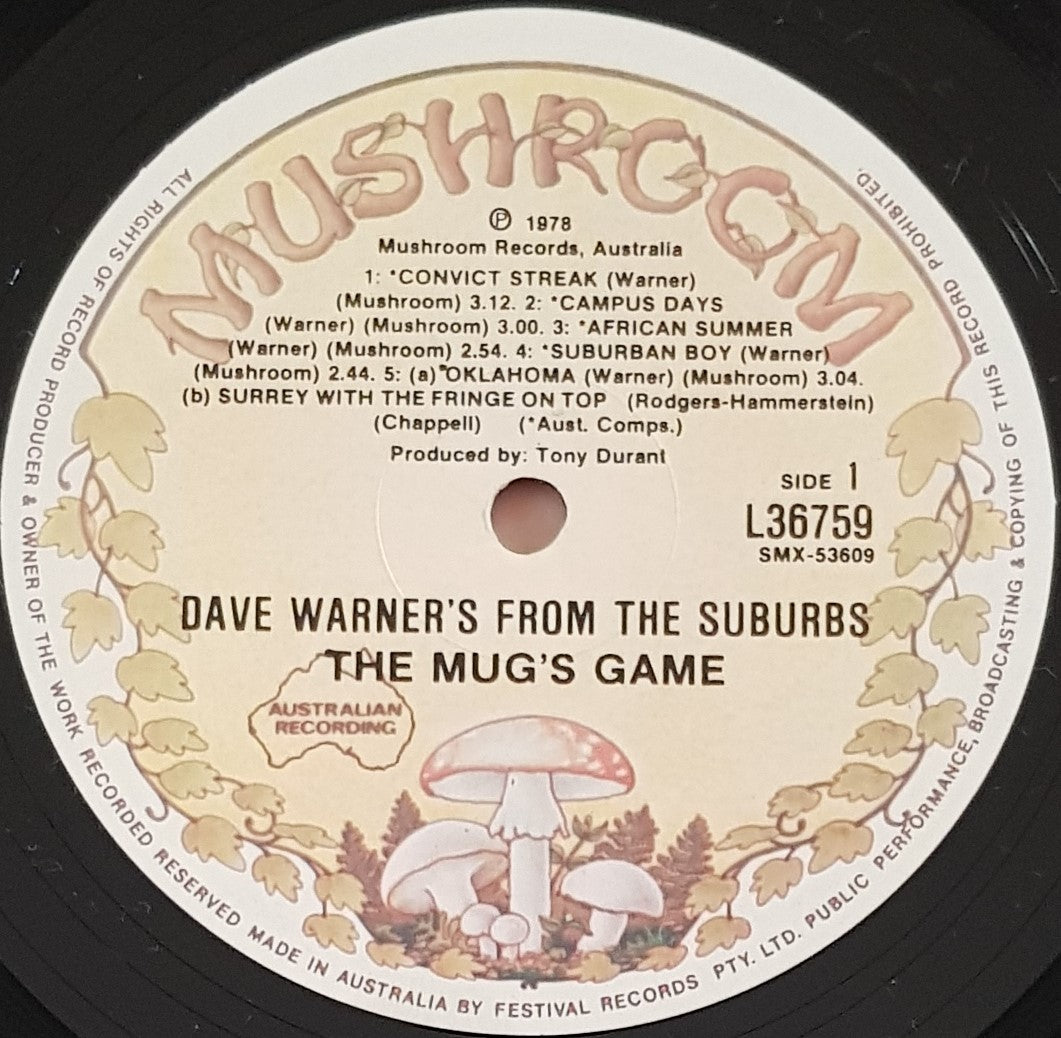 MUSHROOM
Ⓟ 1978
Mushroom Records, Australia
1: *CONVICT STREAK (Warner)
(Mushroom) 3.12. 2: *CAMPUS DAYS
(Warner) (Mushroom) 3.00. 3: *AFRICAN SUMMER
(Warner) (Mushroom) 2.54. 4: *SUBURBAN BOY (Warner)
(Mushroom) 2.44. 5: (a) *OKLAHOMA (Warner) (Mushroom) 3.04.
(b) SURREY WITH THE FRINGE ON TOP (Rodgers-Hammerstein)
(Chappell) (*Aust. Comps.)
Produced by: Tony Durant
SIDE 1
L36759
SMX-53609
DAVE WARNER'S FROM THE SUBURBS
THE MUG'S GAME
AUSTRALIAN
RECORDING
ALL RIGHTS OF RECORD PRODUCER & OWNER OF THE WORK RECORDED RESERVED MADE IN AUSTRALIA BY FESTIVAL RECORDS PTY. LTD. PUBLIC PERFORMANCE, BROADCASTING & COPYING OF THIS RECORD PROHIBITED.